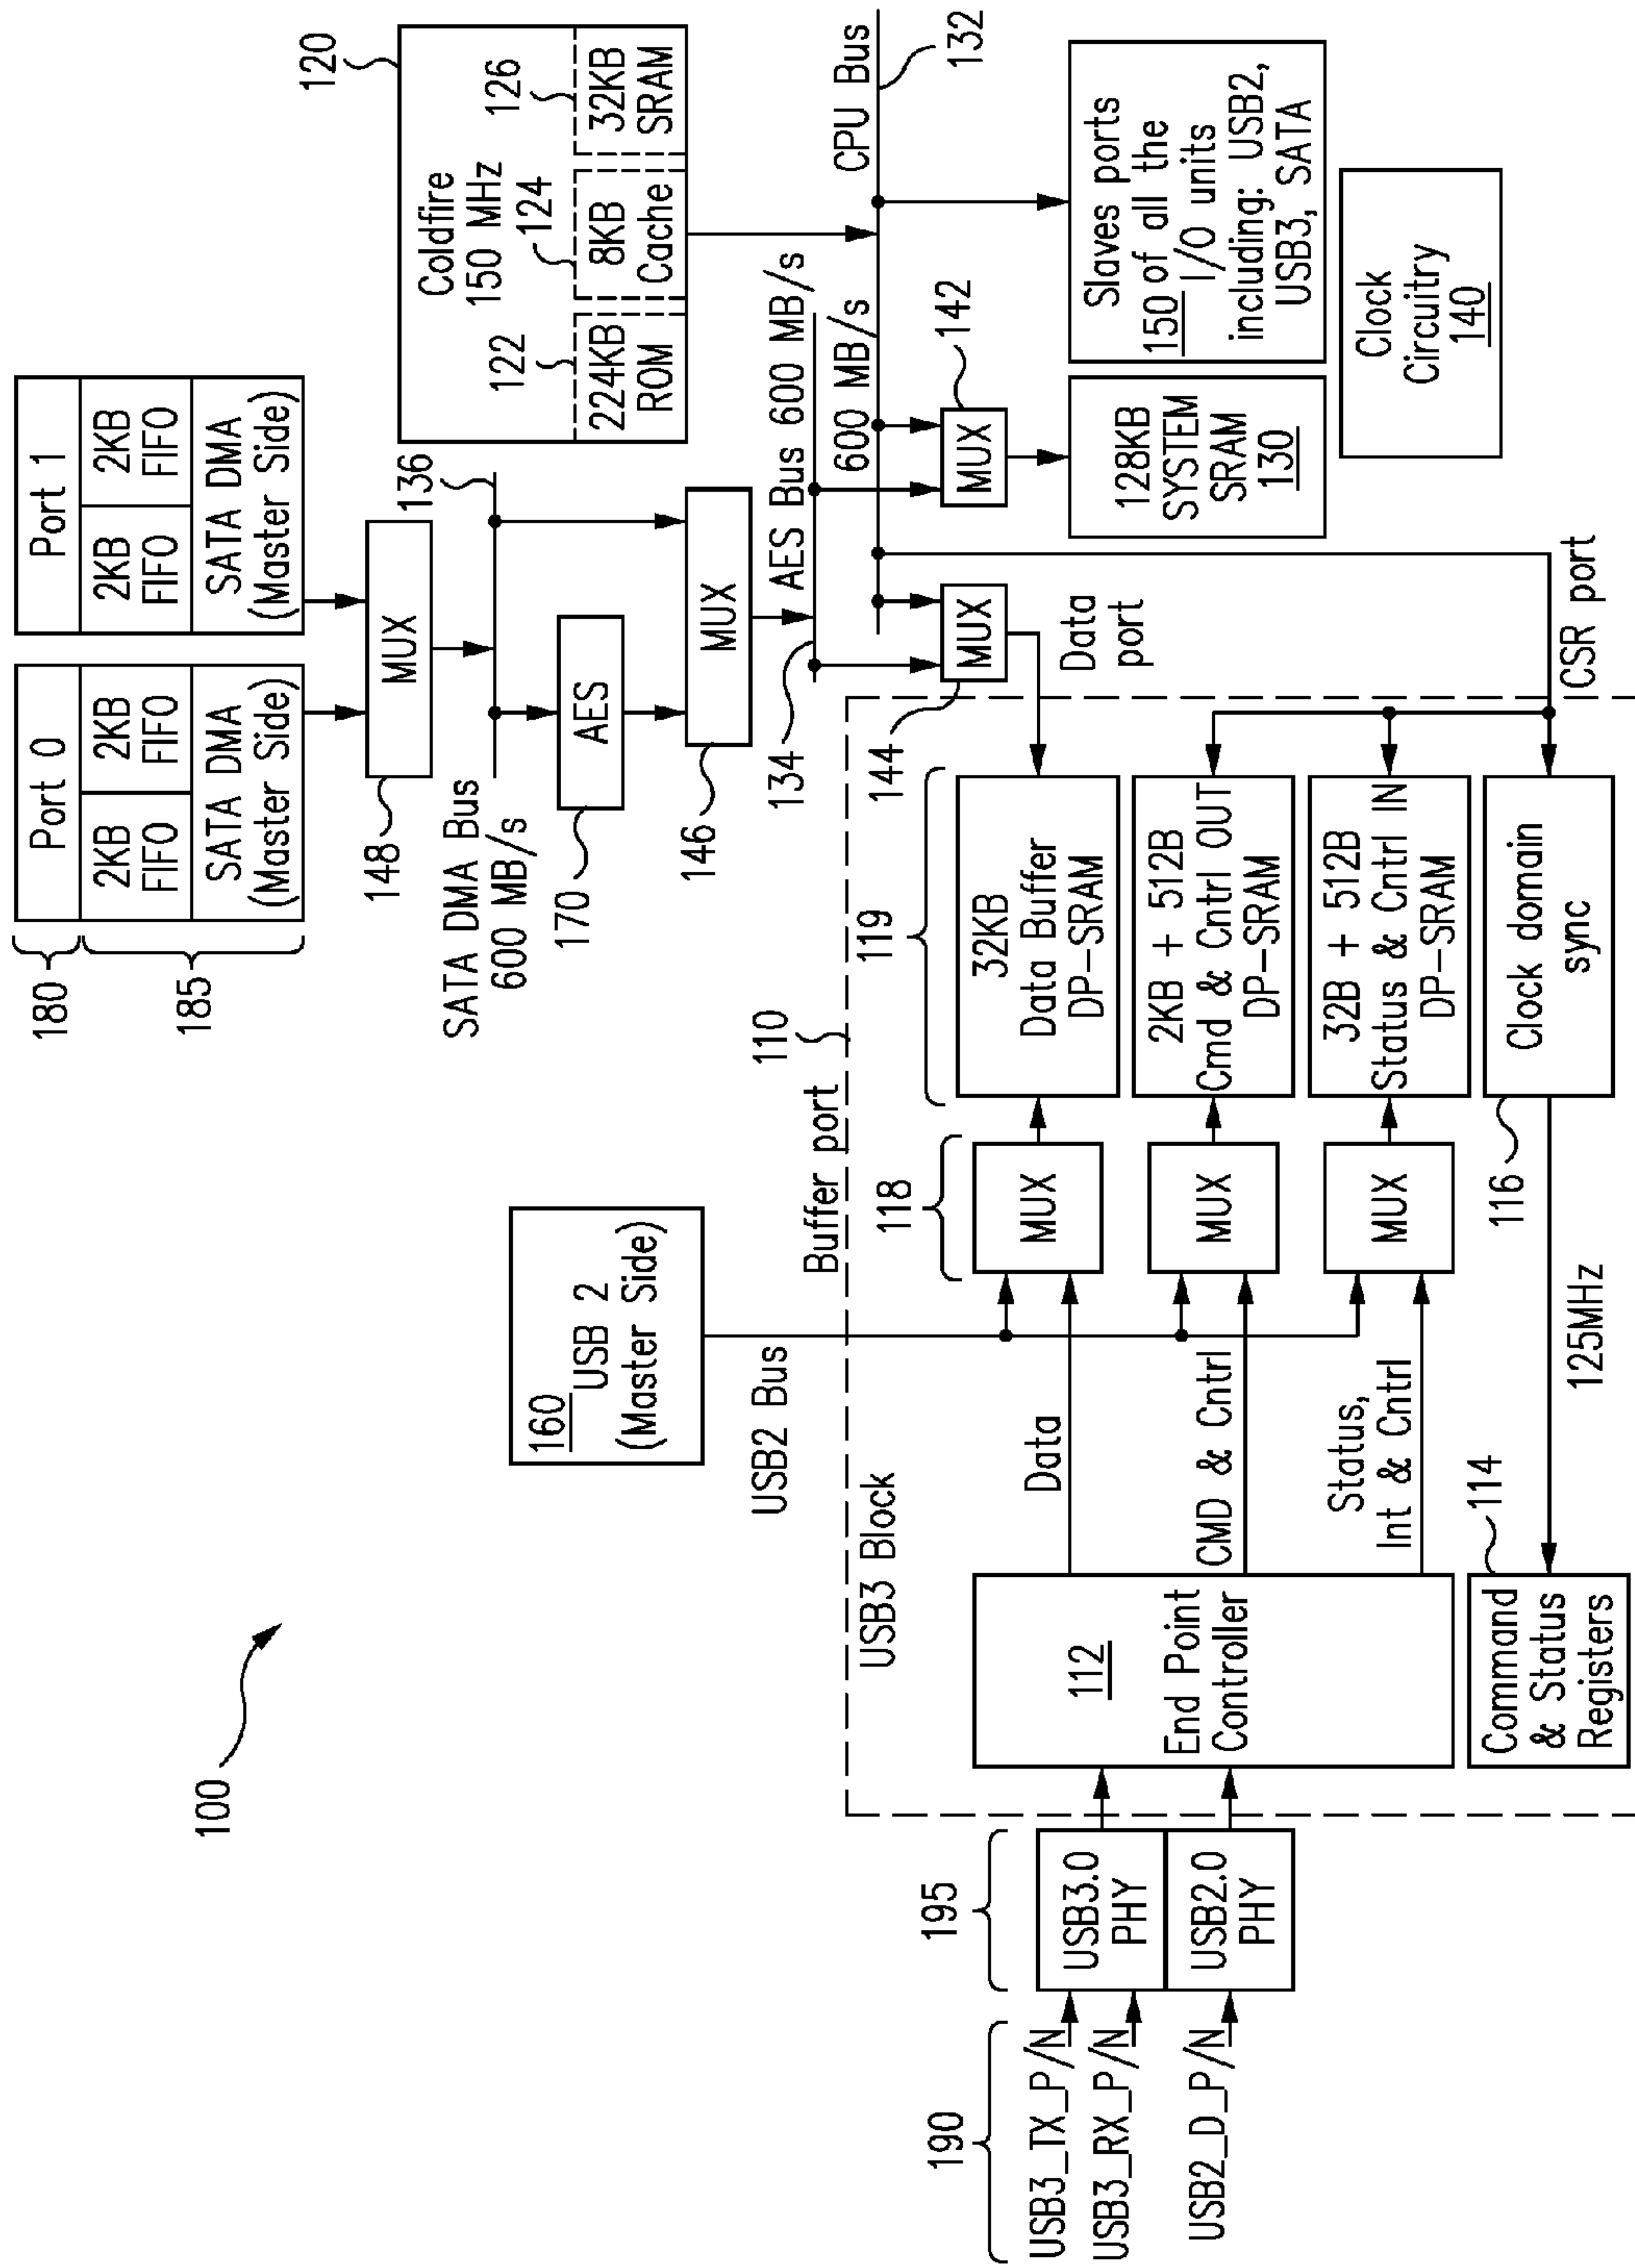 100
180
Port 0
2KB
FIFO
2KB
FIFO
SATA DMA
(Master Side)
Port 1
2KB
FIFO
2KB
FIFO
SATA DMA
(Master Side)
185
148
MUX
136
SATA DMA Bus
600 MB/s
170
AES
146
MUX
134
AES Bus 600 MB/s
120
Coldfire
150 MHz
122
124
126
224KB
ROM
8KB
Cache
32KB
SRAM
600 MB/s
CPU Bus
132
144
MUX
Data
port
142
MUX
128KB
SYSTEM
SRAM
130
Slaves ports
150 of all the
I/O units
including: USB2,
USB3, SATA
Clock
Circuitry
140
CSR port
160
USB 2
(Master Side)
USB2 Bus
Buffer port
110
USB3 Block
190
USB3_TX_P/N
USB3_RX_P/N
USB2_D_P/N
195
USB3.0
PHY
USB2.0
PHY
112
End Point
Controller
Data
CMD & Cntrl
Status,
Int & Cntrl
118
MUX
MUX
MUX
119
32KB
Data Buffer
DP-SRAM
2KB + 512B
Cmd & Cntrl OUT
DP-SRAM
32B + 512B
Status & Cntrl IN
DP-SRAM
114
Command
& Status
Registers
125MHz
116
Clock domain
sync